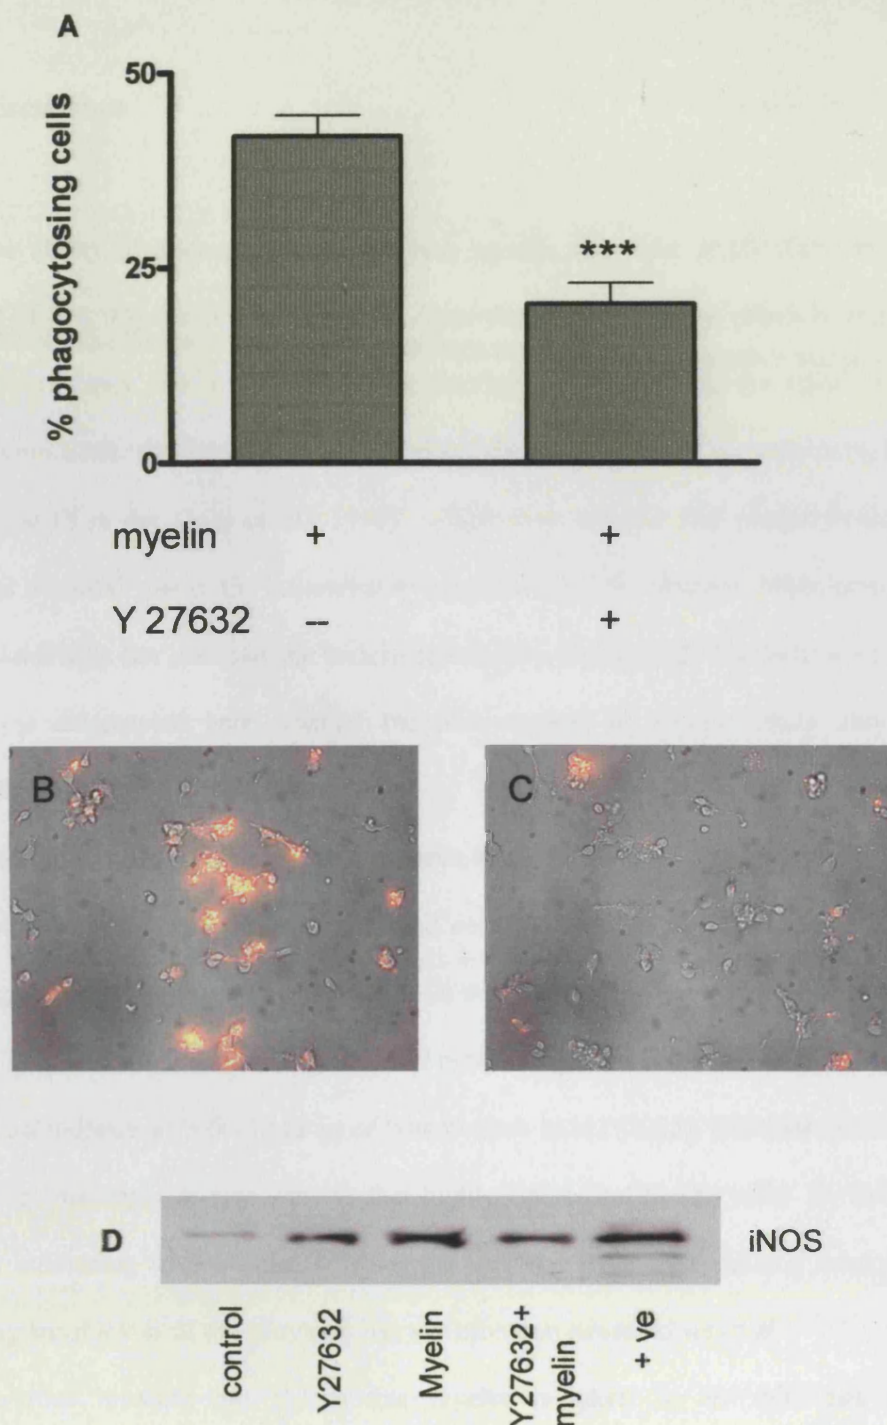 A
50
% phagocytosing cells
***
25
0
myelin + +
Y 27632 -- +
B
C
D
iNOS
control
Y27632
Myelin
Y27632+
myelin
+ ve